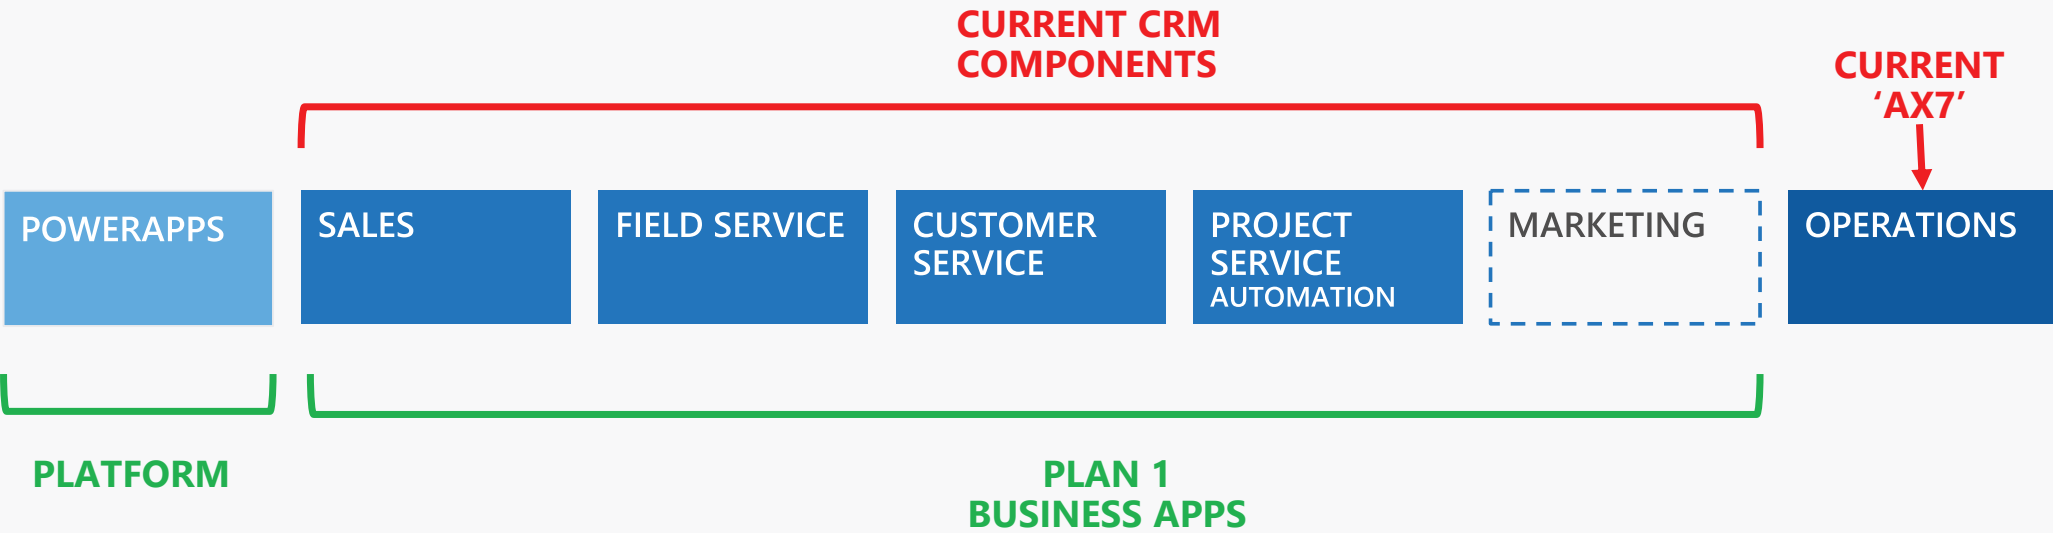 CURRENT CRM
COMPONENTS
CURRENT
‘AX7’
POWERAPPS
SALES
FIELD SERVICE
CUSTOMER
SERVICE
PROJECT
SERVICE
AUTOMATION
MARKETING
OPERATIONS
PLATFORM
PLAN 1
BUSINESS APPS